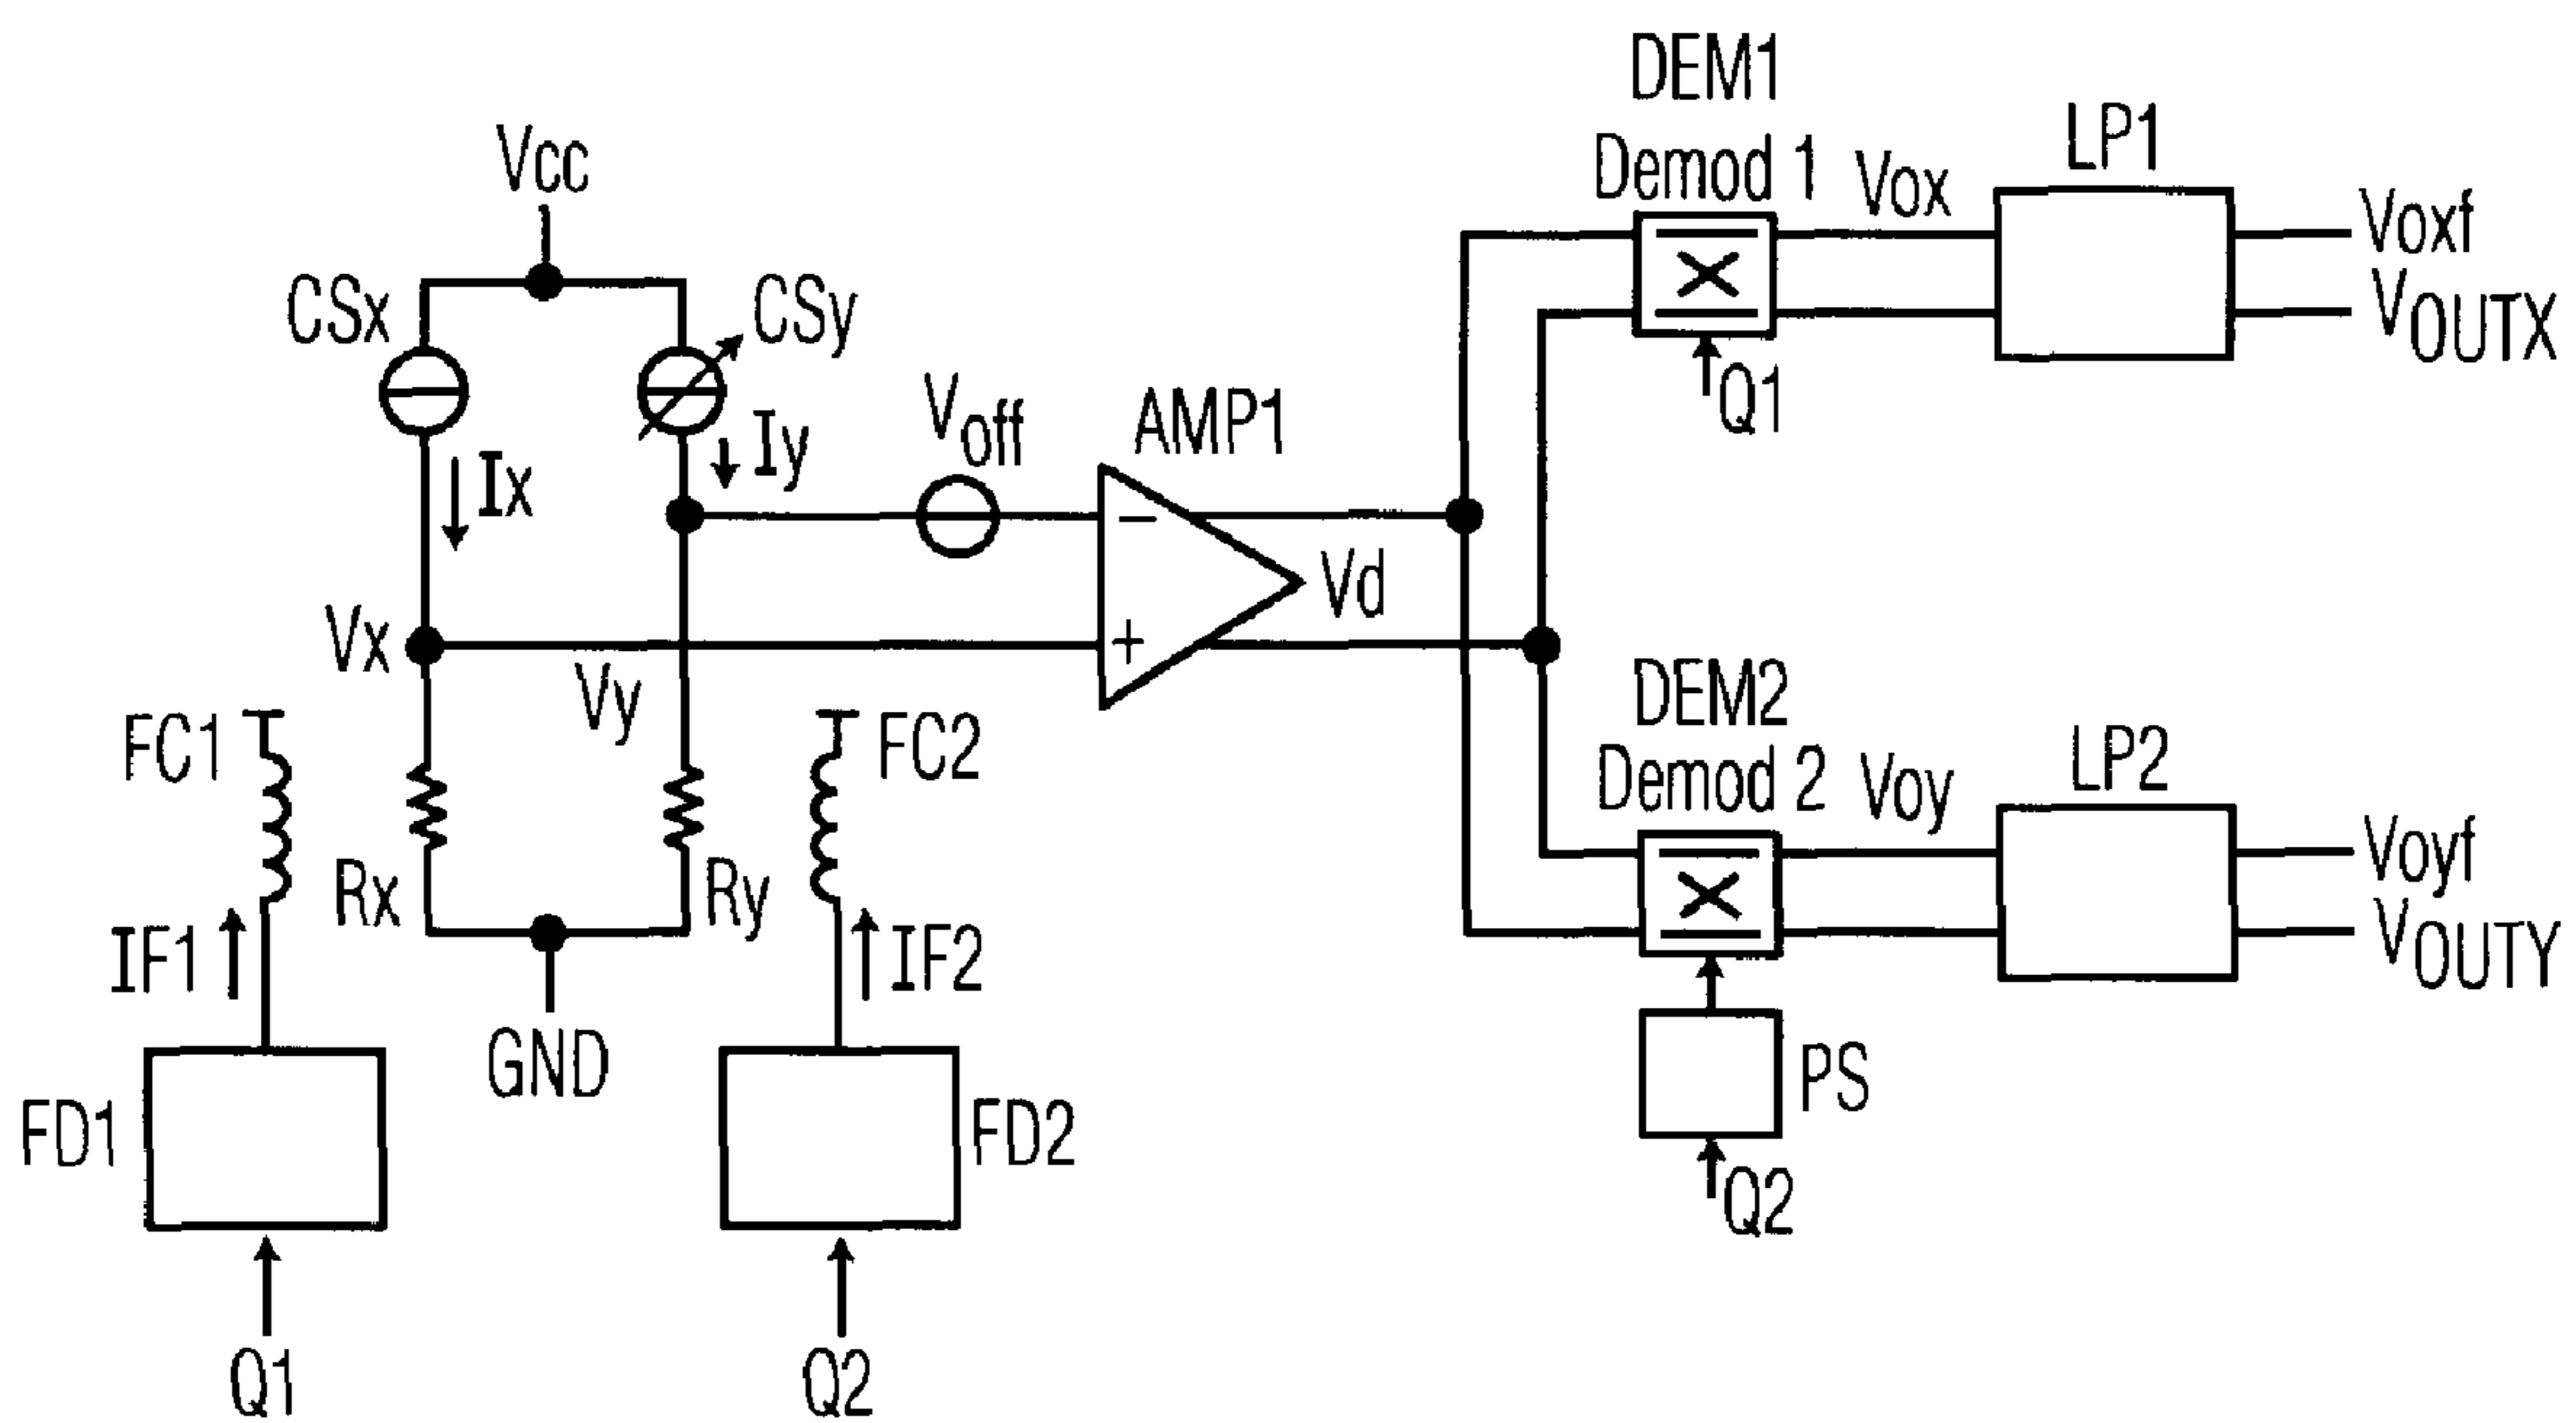 DEM1
Demod 1
Vox
LP1
Voxf
VOUTX
Q1
Vcc
CSx
CSy
Ix
Iy
Voff
AMP1
−
+
Vd
Vx
Vy
FC1
FC2
Rx
Ry
IF1
IF2
GND
FD1
FD2
Q1
Q2
DEM2
Demod 2
Voy
LP2
Voyf
VOUTY
PS
Q2